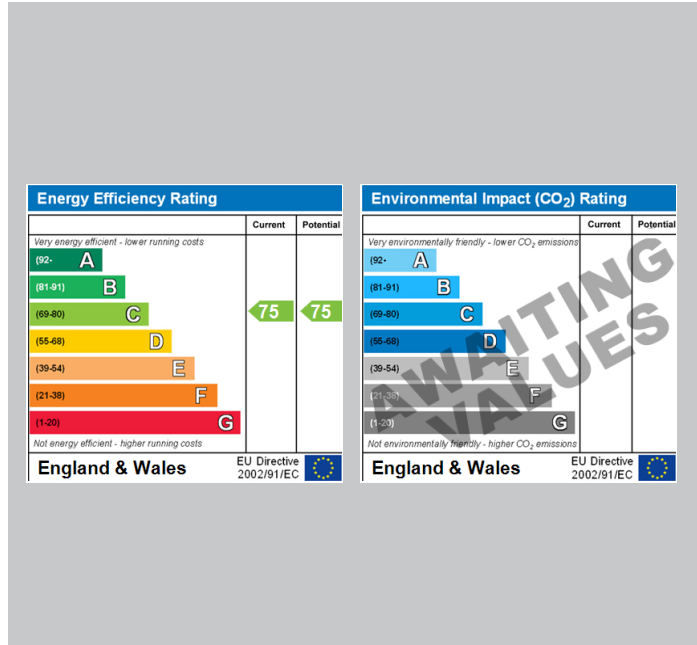 Energy Efficiency Rating
Current Potential
Very energy efficient - lower running costs
(92- A
(81-91) B
(69-80) C
75 75
(55-68) D
(39-54) E
(21-38) F
(1-20) G
Not energy efficient - higher running costs
England & Wales
EU Directive
2002/91/EC
Environmental Impact (CO2) Rating
Current Potential
Very environmentally friendly - lower CO2 emissions
(92- A
(81-91) B
(69-80) C
(55-68) D
(39-54) E
(21-38) F
(1-20) G
AWAITING
VALUES
Not environmentally friendly - higher CO2 emissions
England & Wales
EU Directive
2002/91/EC